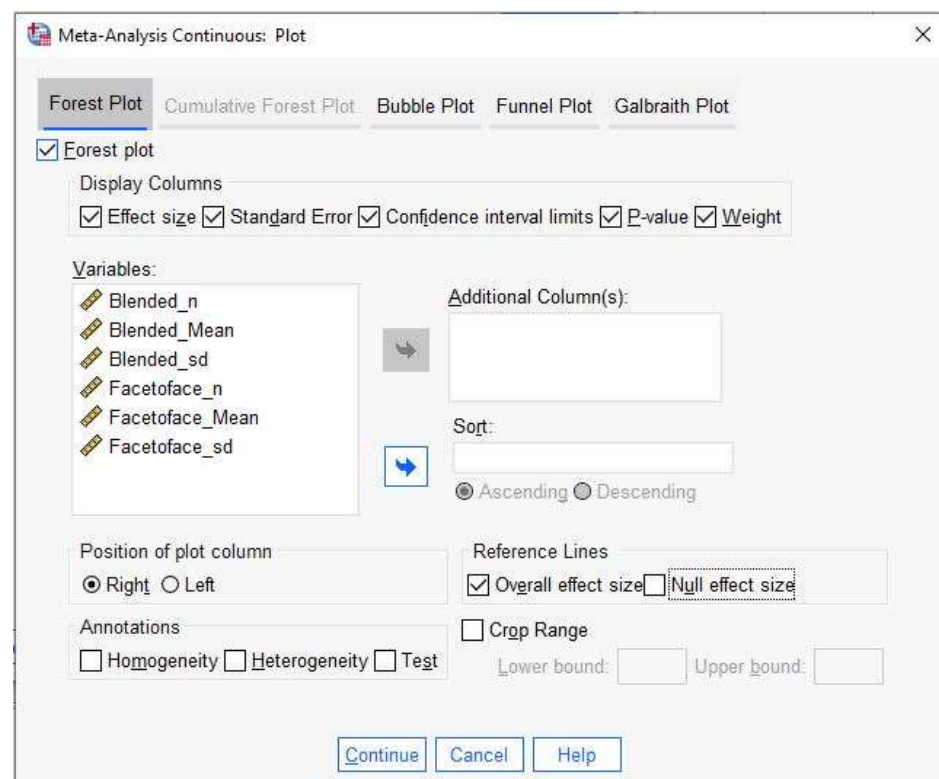 Meta-Analysis Continuous: Plot
Forest Plot Cumulative Forest Plot Bubble Plot Funnel Plot Galbraith Plot
Forest plot
Display Columns
Effect size Standard Error Confidence interval limits P-value Weight
Variables:
Blended_n
Blended_Mean
Blended_sd
Facetoface_n
Facetoface_Mean
Facetoface_sd
Additional Column(s):
Sort:
Ascending Descending
Position of plot column
Right Left
Reference Lines
Overall effect size Null effect size
Annotations
Homogeneity Heterogeneity Test
Crop Range
Lower bound: Upper bound:
Continue Cancel Help